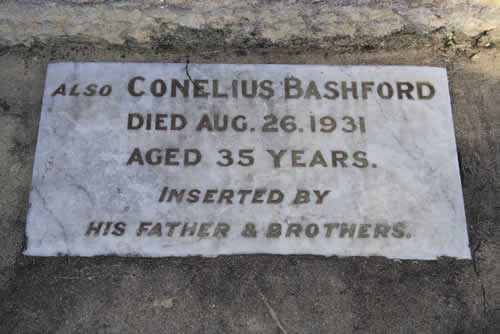 ALSO CONELIUS BASHFORD
DIED AUG. 26. 1931
AGED 35 YEARS.
INSERTED BY
HIS FATHER & BROTHERS.